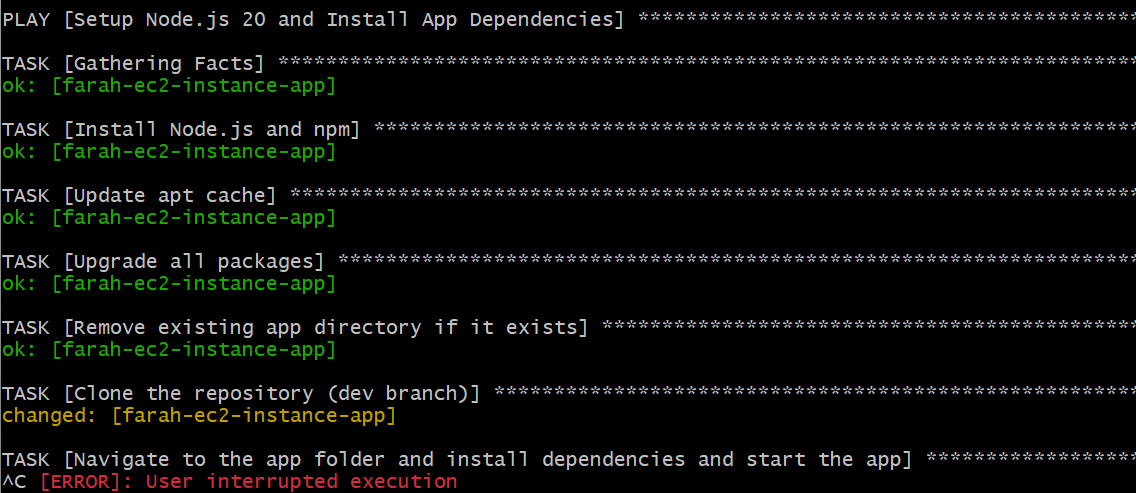 PLAY [Setup Node.js 20 and Install App Dependencies] *****************************************
TASK [Gathering Facts] ***********************************************************************
ok: [farah-ec2-instance-app]
TASK [Install Node.js and npm] ***************************************************************
ok: [farah-ec2-instance-app]
TASK [Update apt cache] **********************************************************************
ok: [farah-ec2-instance-app]
TASK [Upgrade all packages] ******************************************************************
ok: [farah-ec2-instance-app]
TASK [Remove existing app directory if it exists] ********************************************
ok: [farah-ec2-instance-app]
TASK [Clone the repository (dev branch)] *****************************************************
changed: [farah-ec2-instance-app]
TASK [Navigate to the app folder and install dependencies and start the app] *****************
^C [ERROR]: User interrupted execution